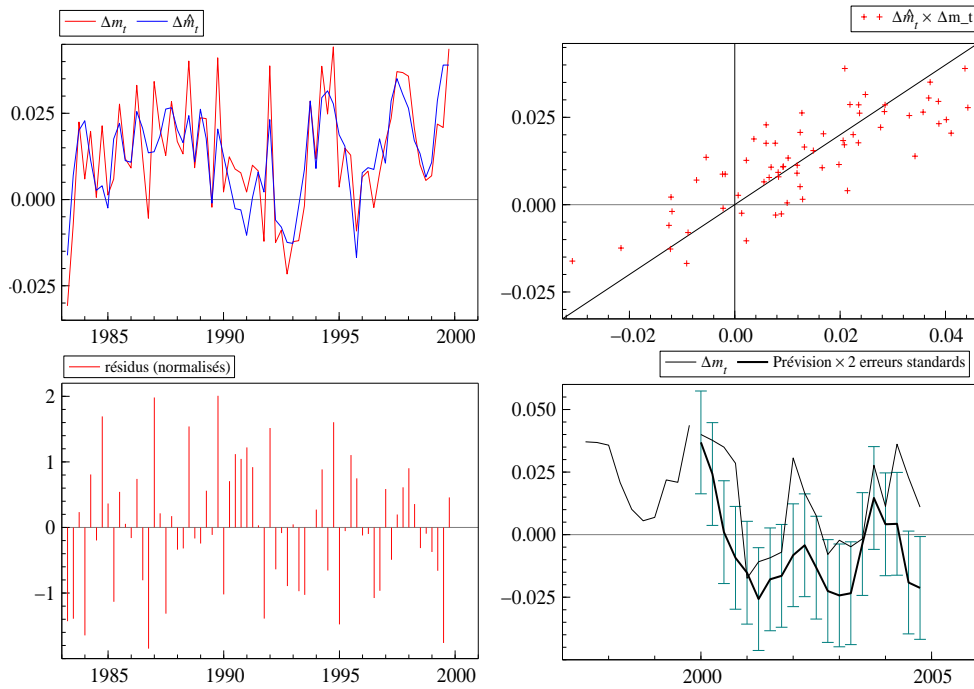 Δm_t Δm̂_t
0.025
0.000
-0.025
1985 1990 1995 2000
Δm̂_t × Δm_t
0.025
0.000
−0.025
−0.02 0.00 0.02 0.04
résidus (normalisés)
2
1
0
−1
1985 1990 1995 2000
Δm_t Prévision × 2 erreurs standards
0.050
0.025
0.000
−0.025
2000 2005